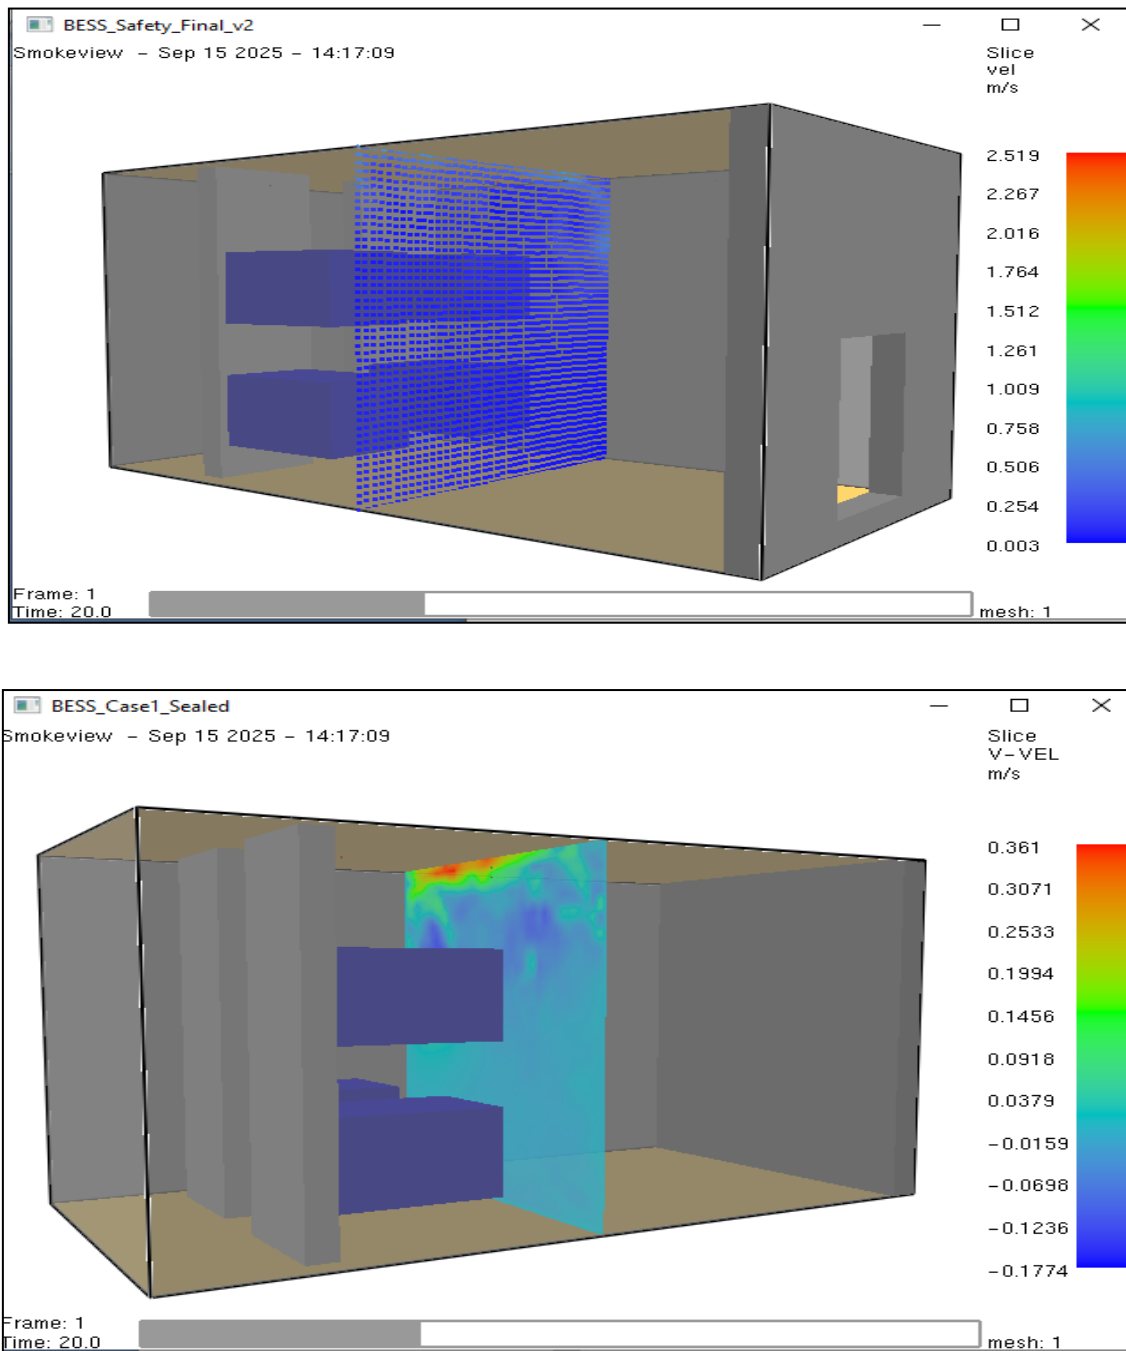 BESS_Safety_Final_v2
Smokeview - Sep 15 2025 - 14:17:09
Slice
vel
m/s
2.519
2.267
2.016
1.764
1.512
1.261
1.009
0.758
0.506
0.254
0.003
Frame: 1
Time: 20.0
mesh: 1
BESS_Case1_Sealed
Smokeview - Sep 15 2025 - 14:17:09
Slice
V-VEL
m/s
0.361
0.3071
0.2533
0.1994
0.1456
0.0918
0.0379
-0.0159
-0.0698
-0.1236
-0.1774
Frame: 1
Time: 20.0
mesh: 1